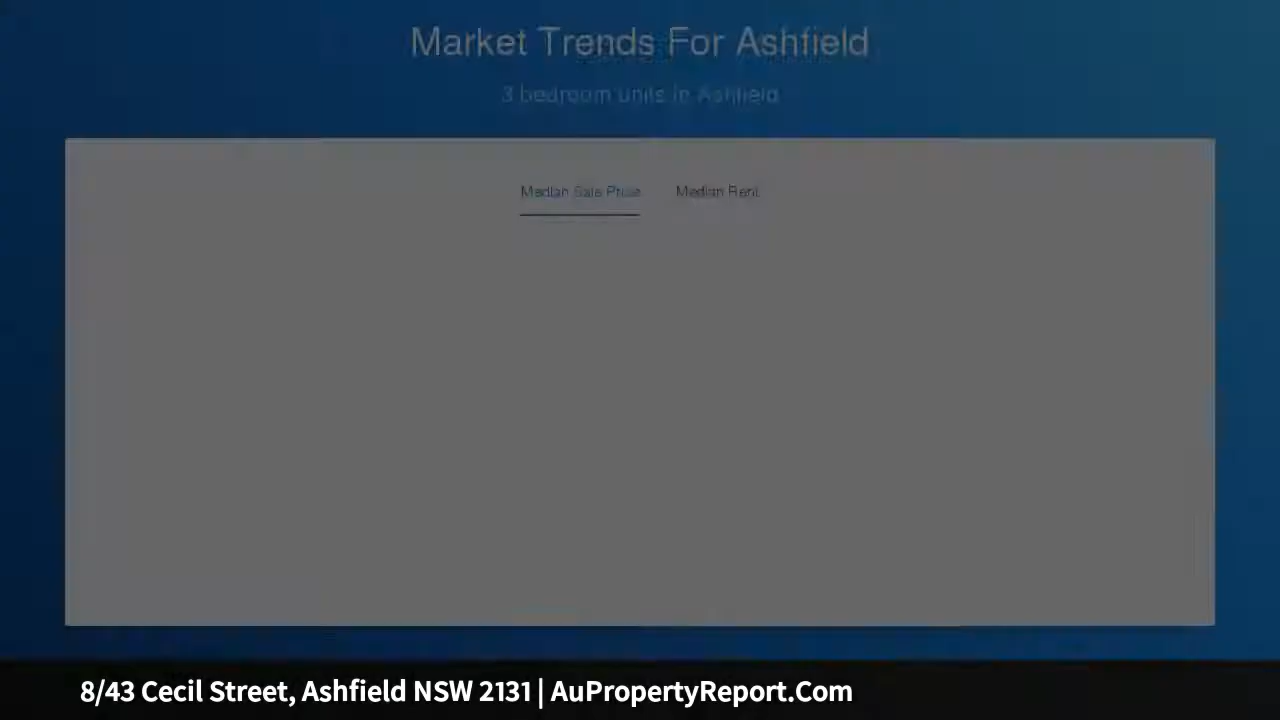 Market Trends For Ashfield
3 bedroom units in Ashfield
Median Sale Price Median Rent
8/43 Cecil Street, Ashfield NSW 2131 | AuPropertyReport.Com